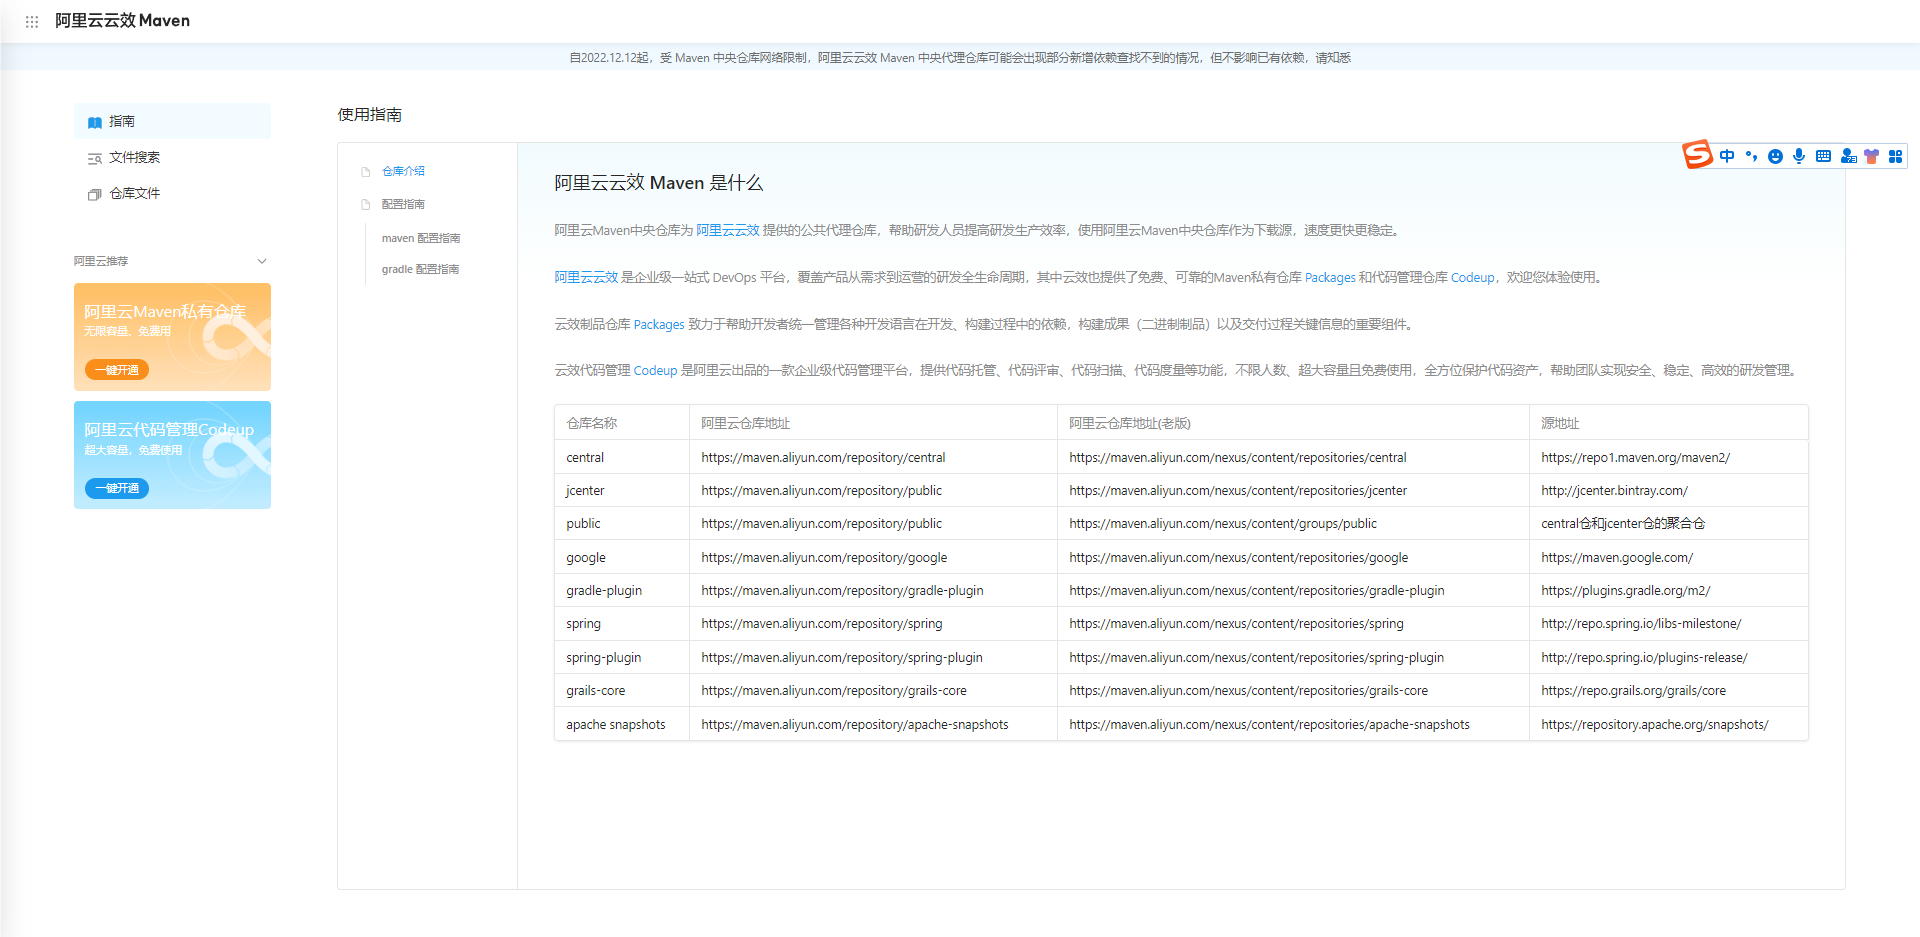 阿里云云效 Maven
自2022.12.12起，受 Maven 中央仓库网络限制，阿里云云效 Maven 中央代理仓库可能会出现部分新增依赖查找不到的情况，但不影响已有依赖，请知悉
指南
文件搜索
仓库文件
阿里云推荐
阿里云Maven私有仓库
无限容量，免费用
一键开通
阿里云代码管理Codeup
超大容量，免费使用
一键开通
使用指南
仓库介绍
配置指南
maven 配置指南
gradle 配置指南
中
阿里云云效 Maven 是什么
阿里云Maven中央仓库为 阿里云云效 提供的公共代理仓库，帮助研发人员提高研发生产效率，使用阿里云Maven中央仓库作为下载源，速度更快更稳定。
阿里云云效 是企业级一站式 DevOps 平台，覆盖产品从需求到运营的研发全生命周期，其中云效也提供了免费、可靠的Maven私有仓库 Packages 和代码管理仓库 Codeup，欢迎您体验使用。
云效制品仓库 Packages 致力于帮助开发者统一管理各种开发语言在开发、构建过程中的依赖，构建成果（二进制制品）以及交付过程关键信息的重要组件。
云效代码管理 Codeup 是阿里云出品的一款企业级代码管理平台，提供代码托管、代码评审、代码扫描、代码度量等功能，不限人数、超大容量且免费使用，全方位保护代码资产，帮助团队实现安全、稳定、高效的研发管理。
仓库名称 阿里云仓库地址 阿里云仓库地址(老版) 源地址
central https://maven.aliyun.com/repository/central https://maven.aliyun.com/nexus/content/repositories/central https://repo1.maven.org/maven2/
jcenter https://maven.aliyun.com/repository/public https://maven.aliyun.com/nexus/content/repositories/jcenter http://jcenter.bintray.com/
public https://maven.aliyun.com/repository/public https://maven.aliyun.com/nexus/content/groups/public central仓和jcenter仓的聚合仓
google https://maven.aliyun.com/repository/google https://maven.aliyun.com/nexus/content/repositories/google https://maven.google.com/
gradle-plugin https://maven.aliyun.com/repository/gradle-plugin https://maven.aliyun.com/nexus/content/repositories/gradle-plugin https://plugins.gradle.org/m2/
spring https://maven.aliyun.com/repository/spring https://maven.aliyun.com/nexus/content/repositories/spring http://repo.spring.io/libs-milestone/
spring-plugin https://maven.aliyun.com/repository/spring-plugin https://maven.aliyun.com/nexus/content/repositories/spring-plugin http://repo.spring.io/plugins-release/
grails-core https://maven.aliyun.com/repository/grails-core https://maven.aliyun.com/nexus/content/repositories/grails-core https://repo.grails.org/grails/core
apache snapshots https://maven.aliyun.com/repository/apache-snapshots https://maven.aliyun.com/nexus/content/repositories/apache-snapshots https://repository.apache.org/snapshots/